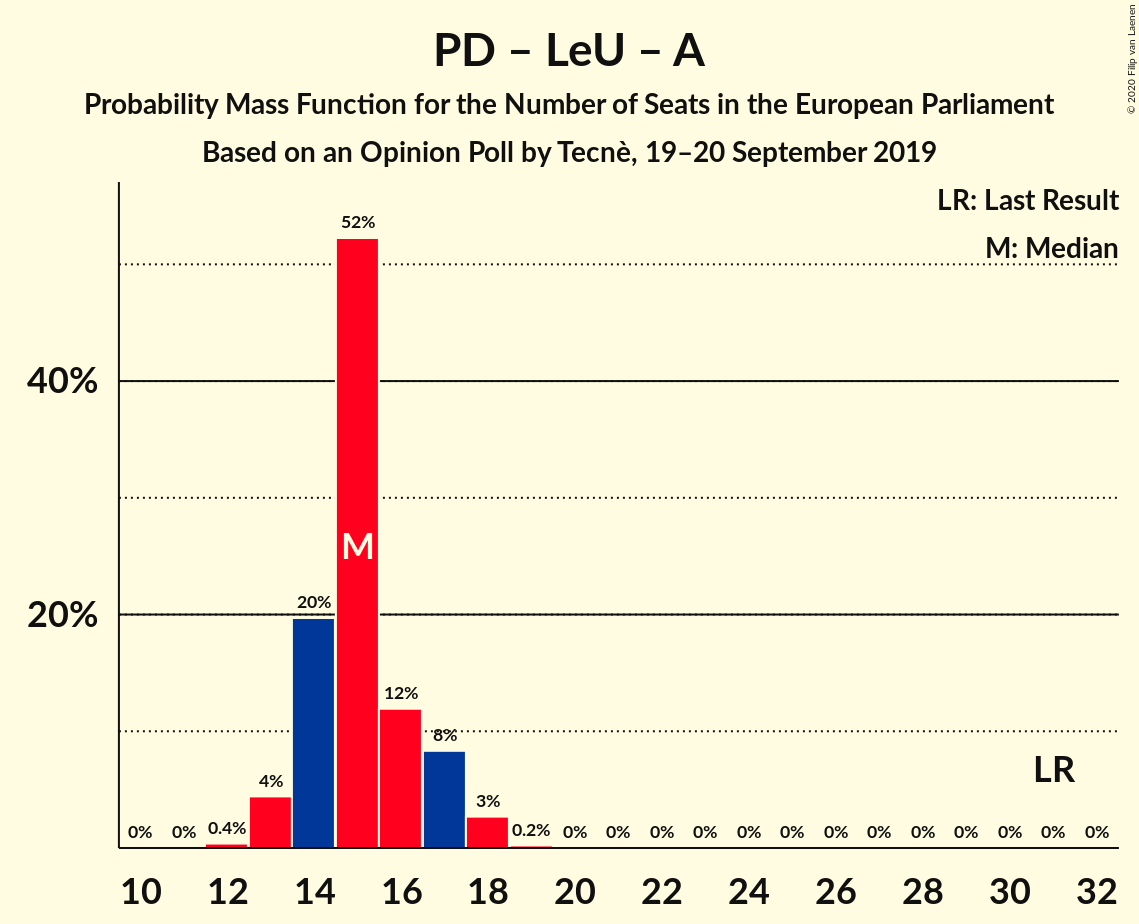 PD – LeU – A
Probability Mass Function for the Number of Seats in the European Parliament
Based on an Opinion Poll by Tecnè, 19–20 September 2019
© 2020 Filip van Laenen
LR: Last Result
M: Median
52%
40%
M
20%
20%
12%
8%
LR
4%
3%
0% 0% 0.4% 0.2% 0% 0% 0% 0% 0% 0% 0% 0% 0% 0% 0% 0% 0%
10 12 14 16 18 20 22 24 26 28 30 32